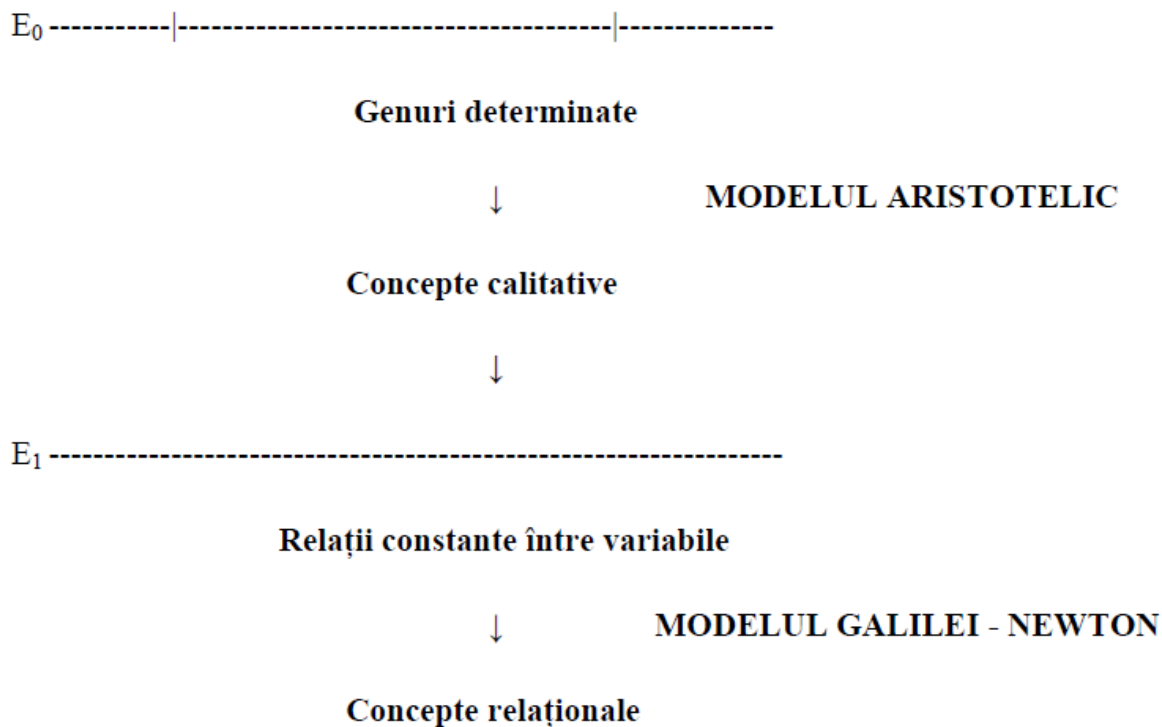 E₀ -----------|---------------------------------------|--------------
Genuri determinate
↓ MODELUL ARISTOTELIC
Concepte calitative
↓
E₁ ------------------------------------------------------------------
Relații constante între variabile
↓ MODELUL GALILEI - NEWTON
Concepte relaționale